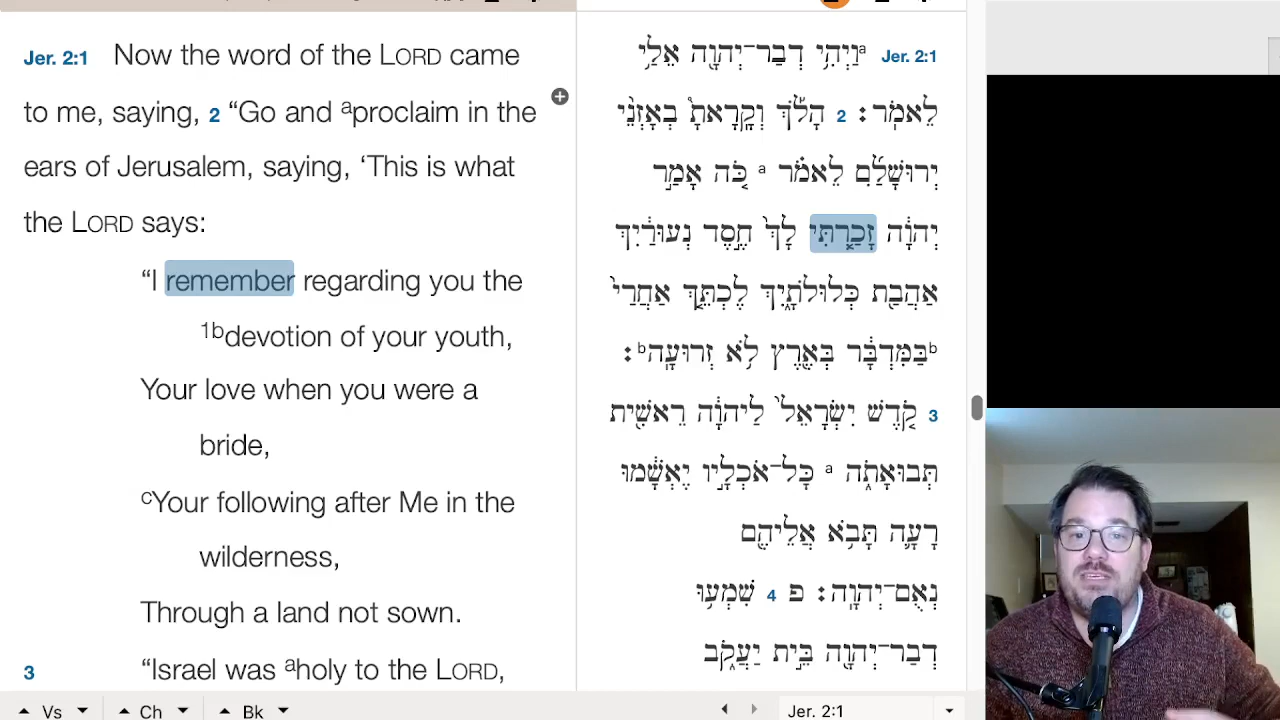 Jer. 2:1 Now the word of the LORD came
to me, saying, 2 “Go and aproclaim in the
ears of Jerusalem, saying, ‘This is what
the LORD says:
“I remember regarding you the
1bdevotion of your youth,
Your love when you were a
bride,
cYour following after Me in the
wilderness,
Through a land not sown.
3 “Israel was aholy to the LORD,
Jer. 2:1 aוַיְהִ֥י דְבַר־יְהוָ֖ה אֵלַ֥י
לֵאמֹֽר׃ 2 הָלֹ֡ךְ וְקָֽרָאתָ֩ בְאָזְנֵ֨י
יְרוּשָׁלִַ֜ם לֵאמֹ֗ר a כֹּ֚ה אָמַ֣ר
יְהוָ֔ה זָכַ֤רְתִּי לָךְ֙ חֶ֣סֶד נְעוּרַ֔יִךְ
אַהֲבַ֖ת כְּלוּלֹתָ֑יִךְ לֶכְתֵּ֤ךְ אַחֲרַי֙
bבַּמִּדְבָּ֔ר בְּאֶ֖רֶץ לֹ֥א זְרוּעָֽהb׃
3 קֹ֤דֶשׁ יִשְׂרָאֵל֙ לַיהוָ֔ה רֵאשִׁ֖ית
תְּבוּאָתֹ֑ה a כָּל־אֹכְלָ֣יו יֶאְשָׁ֔מוּ
רָעָ֛ה תָּבֹ֥א אֲלֵיהֶ֖ם
נְאֻם־יְהוָֽה׃ פ 4 שִׁמְע֥וּ
דְבַר־יְהוָ֖ה בֵּ֣ית יַעֲקֹ֑ב
Vs Ch Bk Jer. 2:1